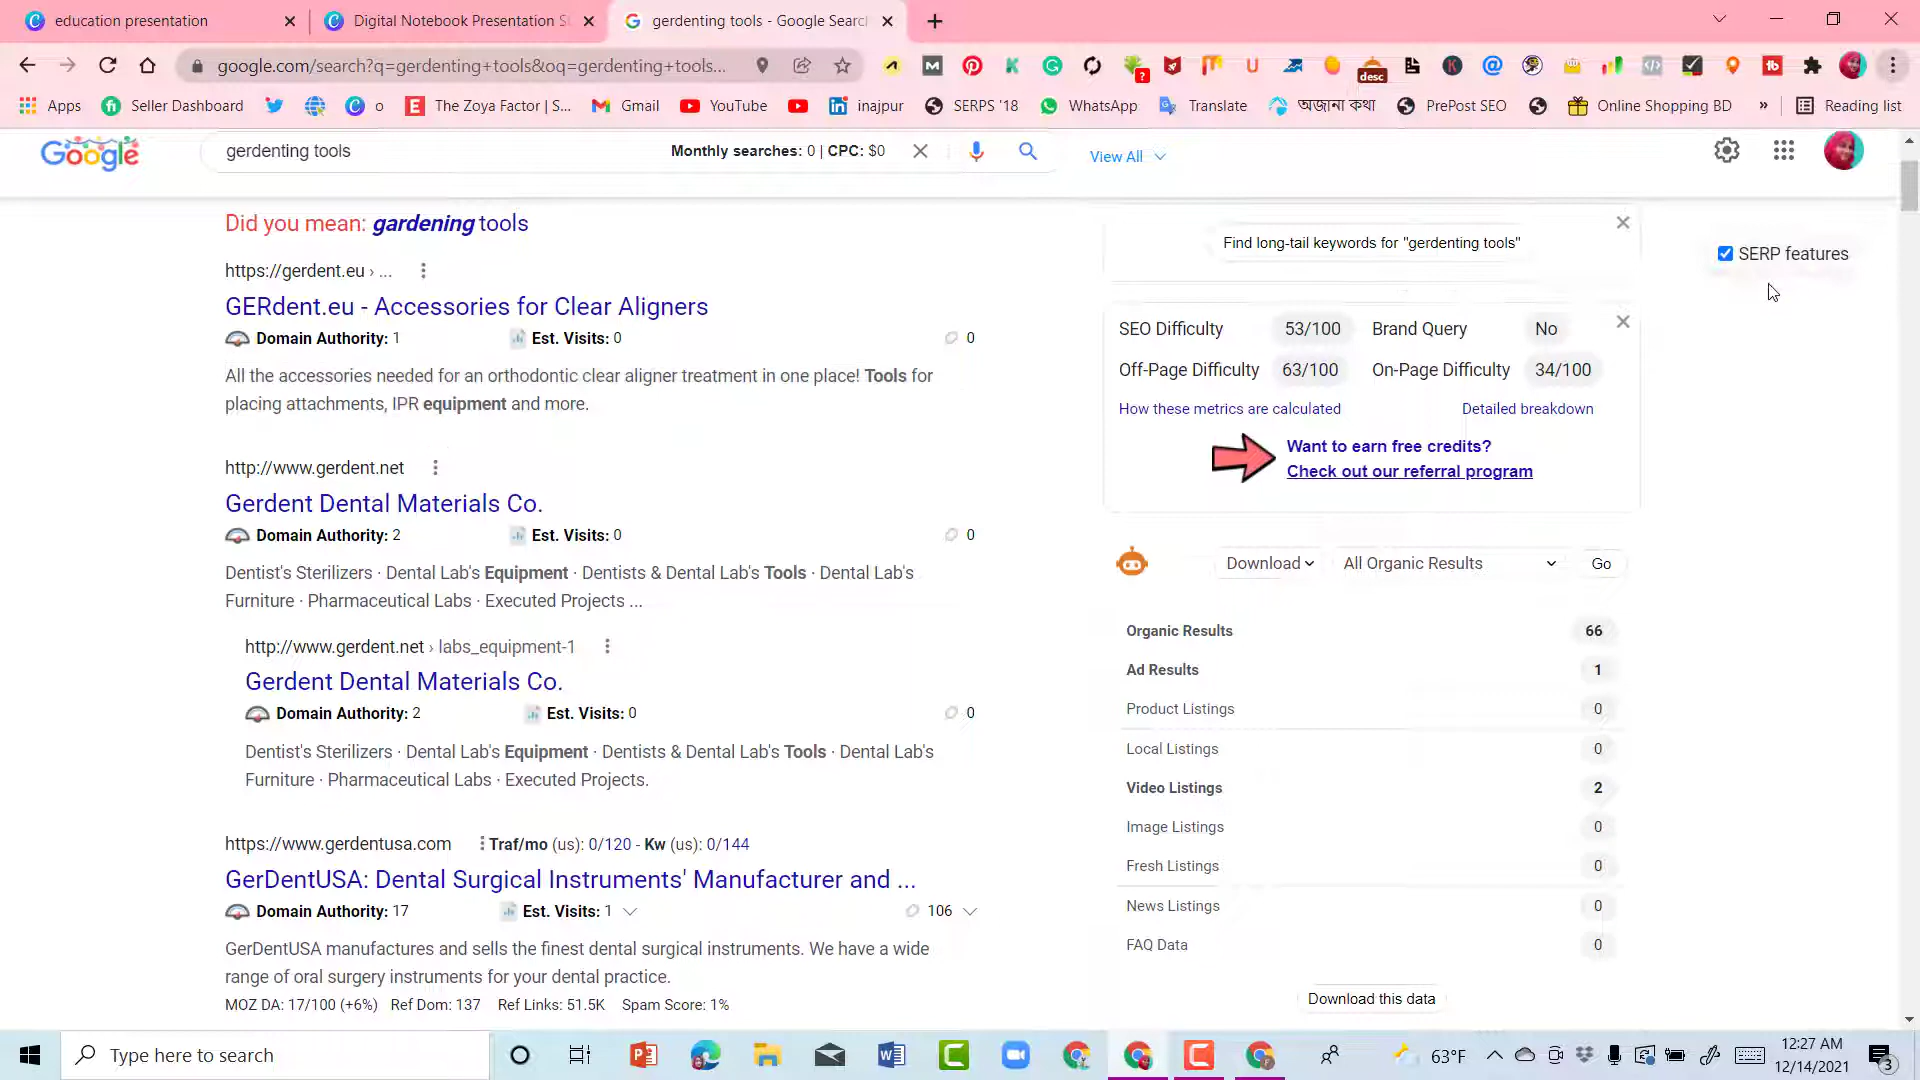 education presentation
Digital Notebook Presentation S
gerdenting tools - Google Searc
google.com/search?q=gerdenting+tools&oq=gerdenting+tools...
desc
Apps
Seller Dashboard
o
The Zoya Factor | S...
Gmail
YouTube
inajpur
SERPS '18
WhatsApp
Translate
অজানা কথা
PrePost SEO
Online Shopping BD
»
Reading list
Google
gerdenting tools
Monthly searches: 0 | CPC: $0
View All
Did you mean: gardening tools
https://gerdent.eu › ...
GERdent.eu - Accessories for Clear Aligners
Domain Authority: 1
Est. Visits: 0
0
All the accessories needed for an orthodontic clear aligner treatment in one place! Tools for
placing attachments, IPR equipment and more.
http://www.gerdent.net
Gerdent Dental Materials Co.
Domain Authority: 2
Est. Visits: 0
0
Dentist's Sterilizers · Dental Lab's Equipment · Dentists & Dental Lab's Tools · Dental Lab's
Furniture · Pharmaceutical Labs · Executed Projects ...
http://www.gerdent.net › labs_equipment-1
Gerdent Dental Materials Co.
Domain Authority: 2
Est. Visits: 0
0
Dentist's Sterilizers · Dental Lab's Equipment · Dentists & Dental Lab's Tools · Dental Lab's
Furniture · Pharmaceutical Labs · Executed Projects.
https://www.gerdentusa.com
Traf/mo (us): 0/120 - Kw (us): 0/144
GerDentUSA: Dental Surgical Instruments' Manufacturer and ...
Domain Authority: 17
Est. Visits: 1
106
GerDentUSA manufactures and sells the finest dental surgical instruments. We have a wide
range of oral surgery instruments for your dental practice.
MOZ DA: 17/100 (+6%) Ref Dom: 137 Ref Links: 51.5K Spam Score: 1%
Find long-tail keywords for "gerdenting tools"
SERP features
SEO Difficulty 53/100 Brand Query No
Off-Page Difficulty 63/100 On-Page Difficulty 34/100
How these metrics are calculated
Detailed breakdown
Want to earn free credits?
Check out our referral program
Download
All Organic Results
Go
Organic Results 66
Ad Results 1
Product Listings 0
Local Listings 0
Video Listings 2
Image Listings 0
Fresh Listings 0
News Listings 0
FAQ Data 0
Download this data
Type here to search
63°F
12:27 AM
12/14/2021
3